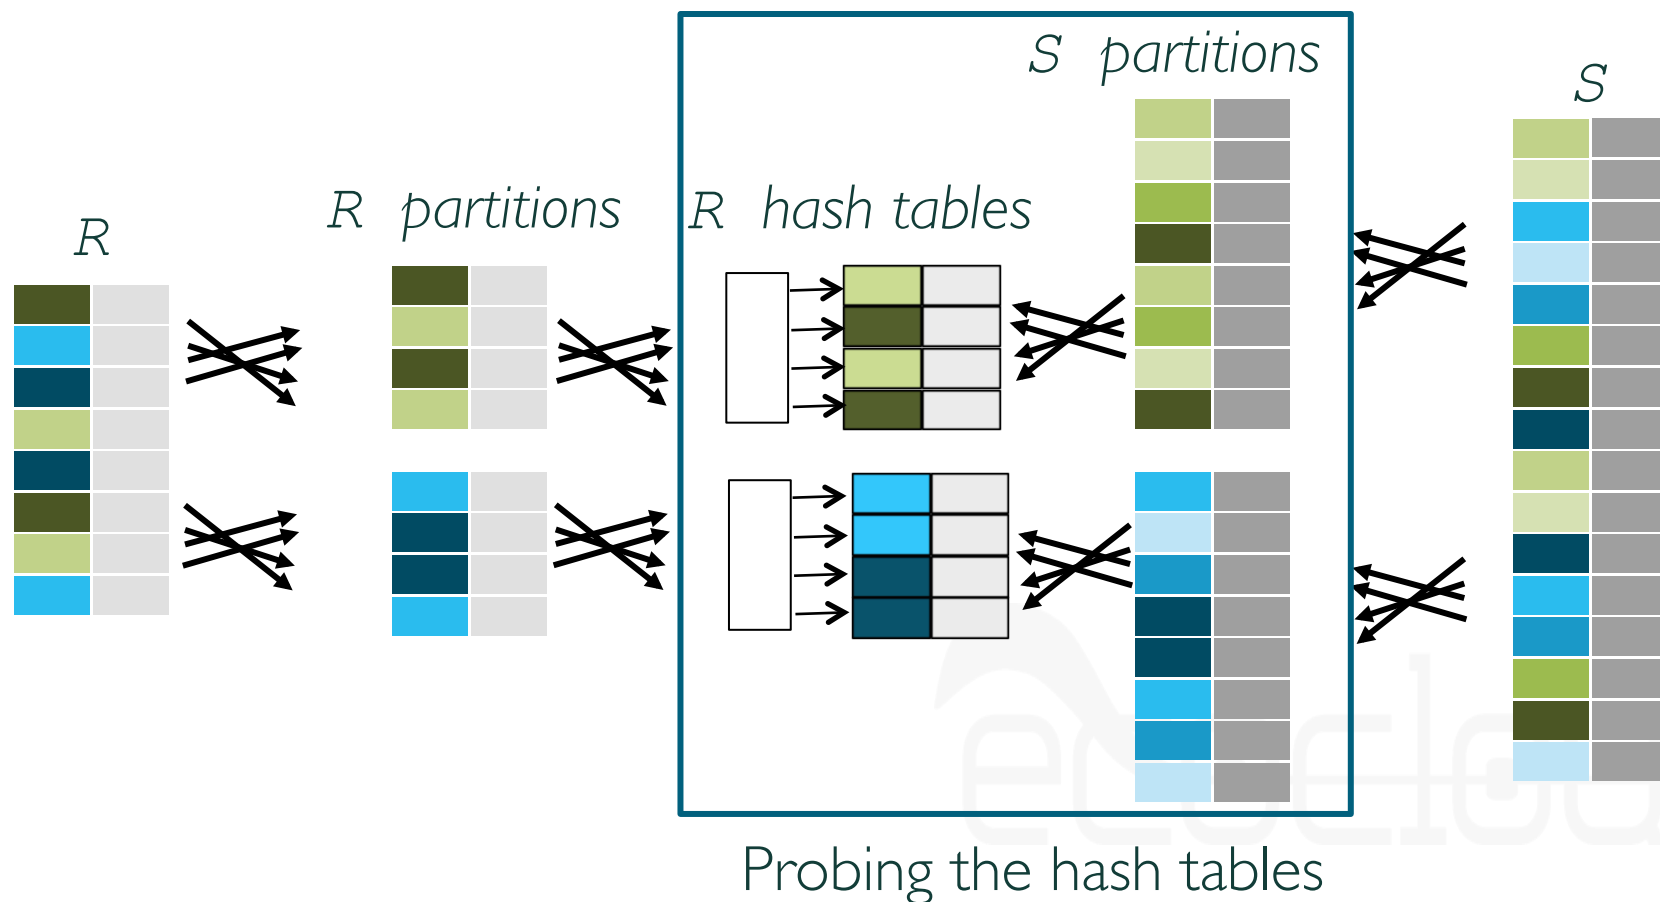 S partitions
S
R partitions
R hash tables
R
Probing the hash tables